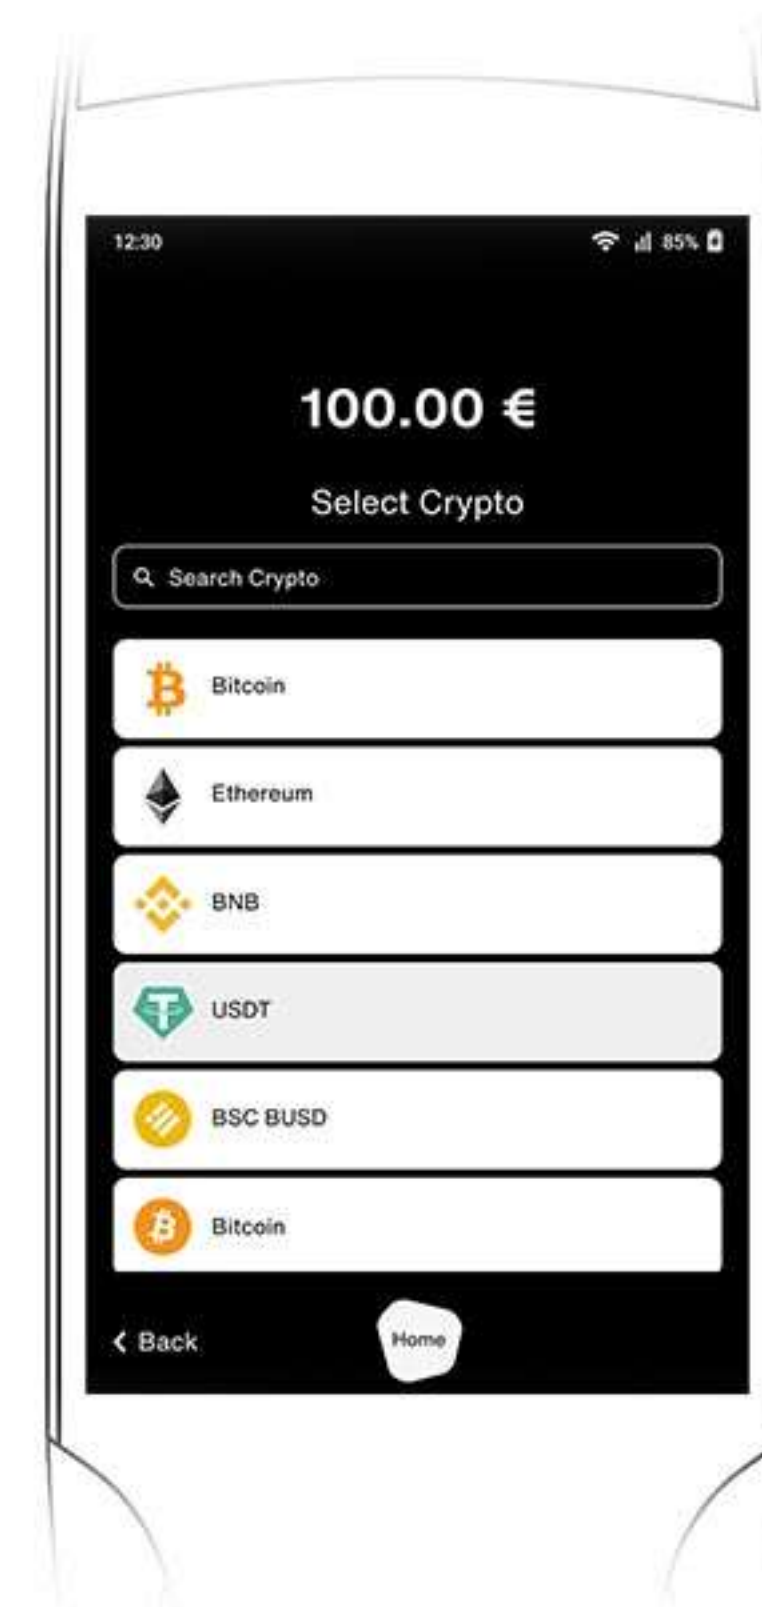 12:30 85%
100.00 €
Select Crypto
Search Crypto
Bitcoin
Ethereum
BNB
USDT
BSC BUSD
Bitcoin
Back Home